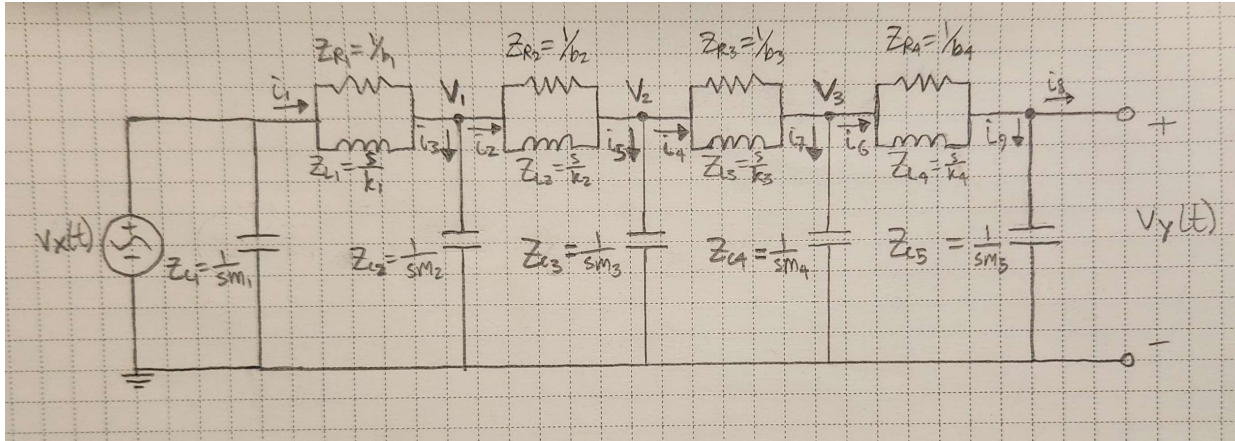 Z_R1 = 1/b1
Z_R2 = 1/b2
Z_R3 = 1/b3
Z_R4 = 1/b4
i1
V1
V2
V3
i8
i3
i2
i5
i4
i7
i6
i9
+
Z_L1 = s/k1
Z_L2 = s/k2
Z_L3 = s/k3
Z_L4 = s/k4
Vx(t)
+
-
Z_C1 = 1/sm1
Z_C2 = 1/sm2
Z_C3 = 1/sm3
Z_C4 = 1/sm4
Z_C5 = 1/sm5
Vy(t)
-